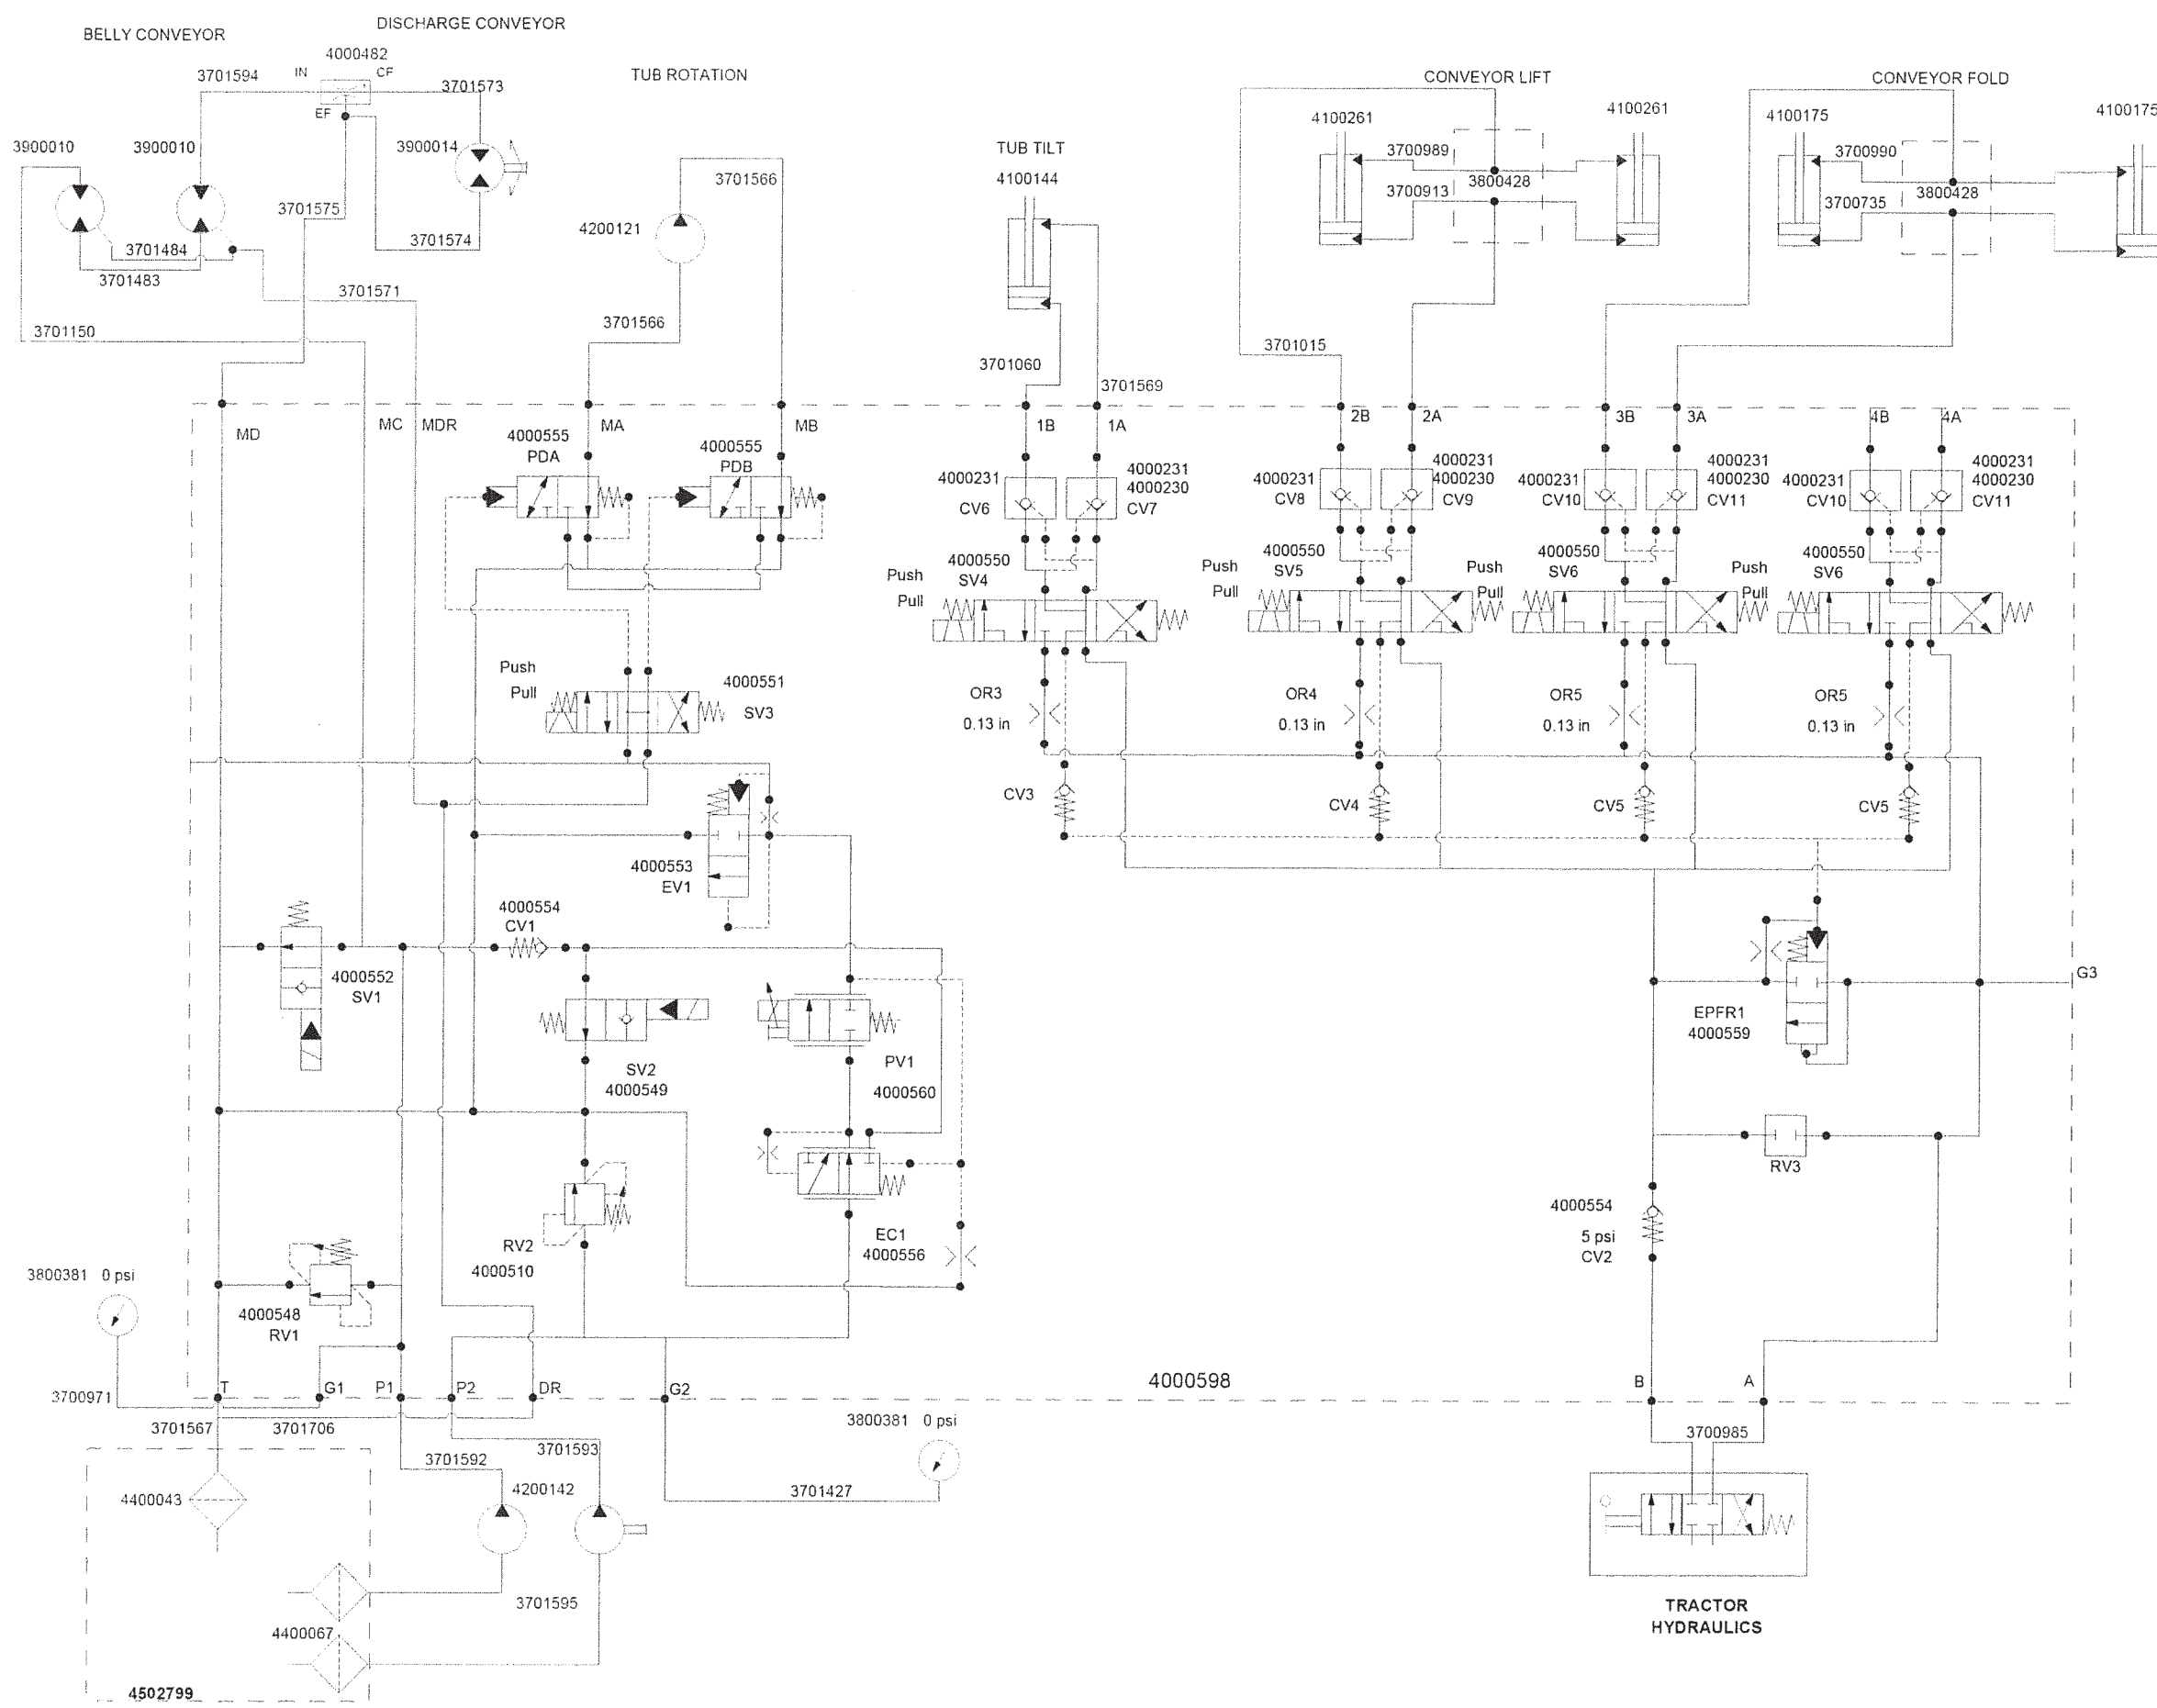 BELLY CONVEYOR
DISCHARGE CONVEYOR
4000482
3701594
IN
CF
3701573
EF
TUB ROTATION
CONVEYOR LIFT
CONVEYOR FOLD
3900010
3900010
3900014
3701575
3701574
3701484
3701483
3701571
3701150
4200121
3701566
3701566
TUB TILT
4100144
3701060
3701569
4100261
4100261
3700989
3800428
3700913
3701015
4100175
4100175
3700990
3800428
3700735
MD
MC
MDR
MA
MB
1B
1A
2B
2A
3B
3A
4B
4A
4000555
PDA
4000555
PDB
4000231
CV6
4000231
4000230
CV7
4000231
CV8
4000231
4000230
CV9
4000231
CV10
4000231
4000230
CV11
4000231
CV10
4000231
4000230
CV11
4000550
SV4
4000550
SV5
4000550
SV6
4000550
SV6
Push
Pull
Push
Pull
Push
Pull
Push
Pull
Push
Pull
4000551
SV3
OR3
0.13 in
OR4
0.13 in
OR5
0.13 in
OR5
0.13 in
CV3
CV4
CV5
CV5
4000553
EV1
4000554
CV1
4000552
SV1
SV2
4000549
PV1
4000560
EPFR1
4000559
G3
RV3
RV2
4000510
EC1
4000556
4000554
5 psi
CV2
3800381 0 psi
4000548
RV1
T
G1
P1
P2
DR
G2
4000598
B
A
3700971
3701567
3701706
3701592
3701593
3800381 0 psi
3701427
3700985
4400043
4200142
3701595
4400067
4502799
TRACTOR
HYDRAULICS